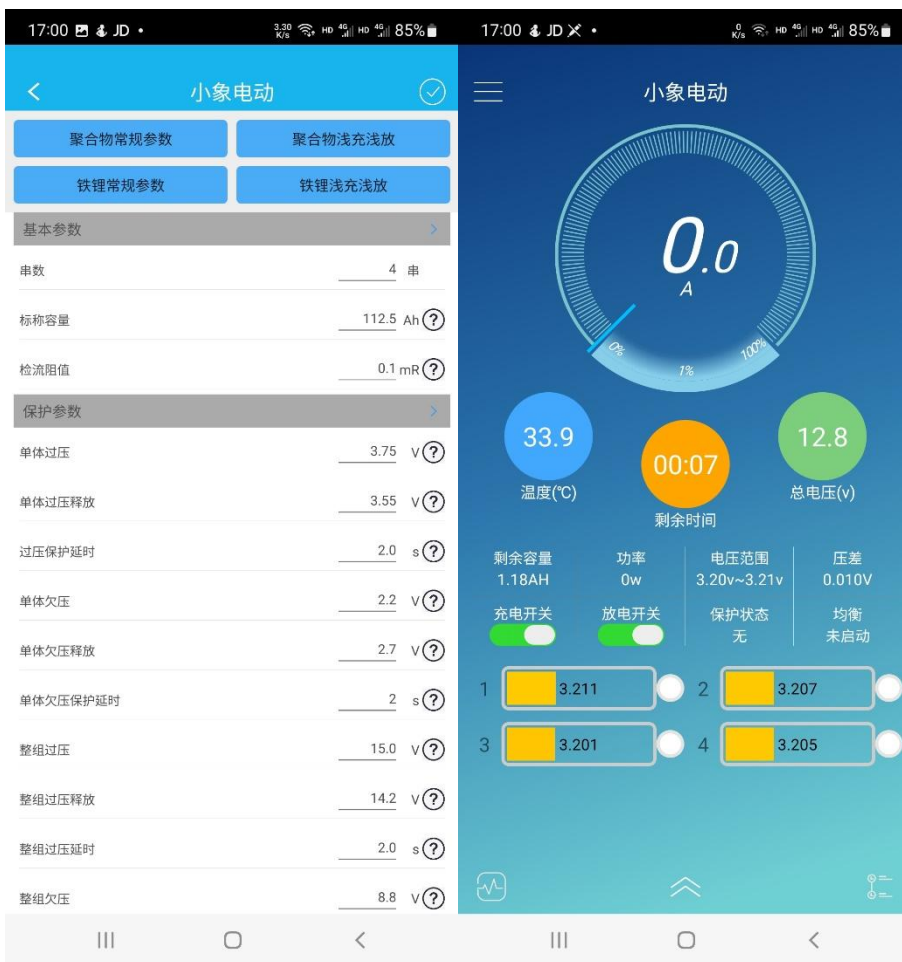 17:00 JD •
3.30 K/s HD 4G HD 4G 85%
小象电动
聚合物常规参数 聚合物浅充浅放
铁锂常规参数 铁锂浅充浅放
基本参数
串数 4 串
标称容量 112.5 Ah ?
检流阻值 0.1 mR ?
保护参数
单体过压 3.75 V ?
单体过压释放 3.55 V ?
过压保护延时 2.0 s ?
单体欠压 2.2 V ?
单体欠压释放 2.7 V ?
单体欠压保护延时 2 s ?
整组过压 15.0 V ?
整组过压释放 14.2 V ?
整组过压延时 2.0 s ?
整组欠压 8.8 V ?
17:00 JD •
0 K/s HD 4G HD 4G 85%
小象电动
0.0
A
0% 1% 100%
33.9
温度(℃)
00:07
剩余时间
12.8
总电压(v)
剩余容量 功率 电压范围 压差
1.18AH 0w 3.20v~3.21v 0.010V
充电开关 放电开关 保护状态 均衡
无 未启动
1 3.211 2 3.207
3 3.201 4 3.205